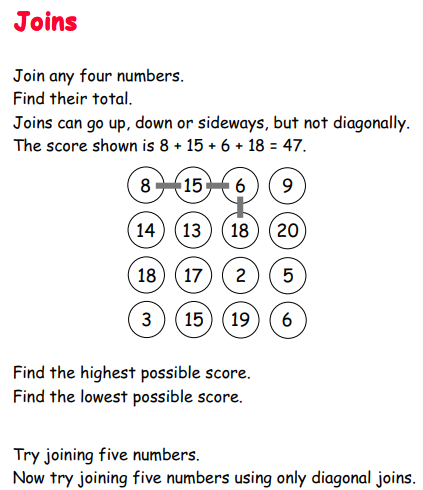 Joins
Join any four numbers.
Find their total.
Joins can go up, down or sideways, but not diagonally.
The score shown is 8 + 15 + 6 + 18 = 47.
8 15 6 9
14 13 18 20
18 17 2 5
3 15 19 6
Find the highest possible score.
Find the lowest possible score.
Try joining five numbers.
Now try joining five numbers using only diagonal joins.